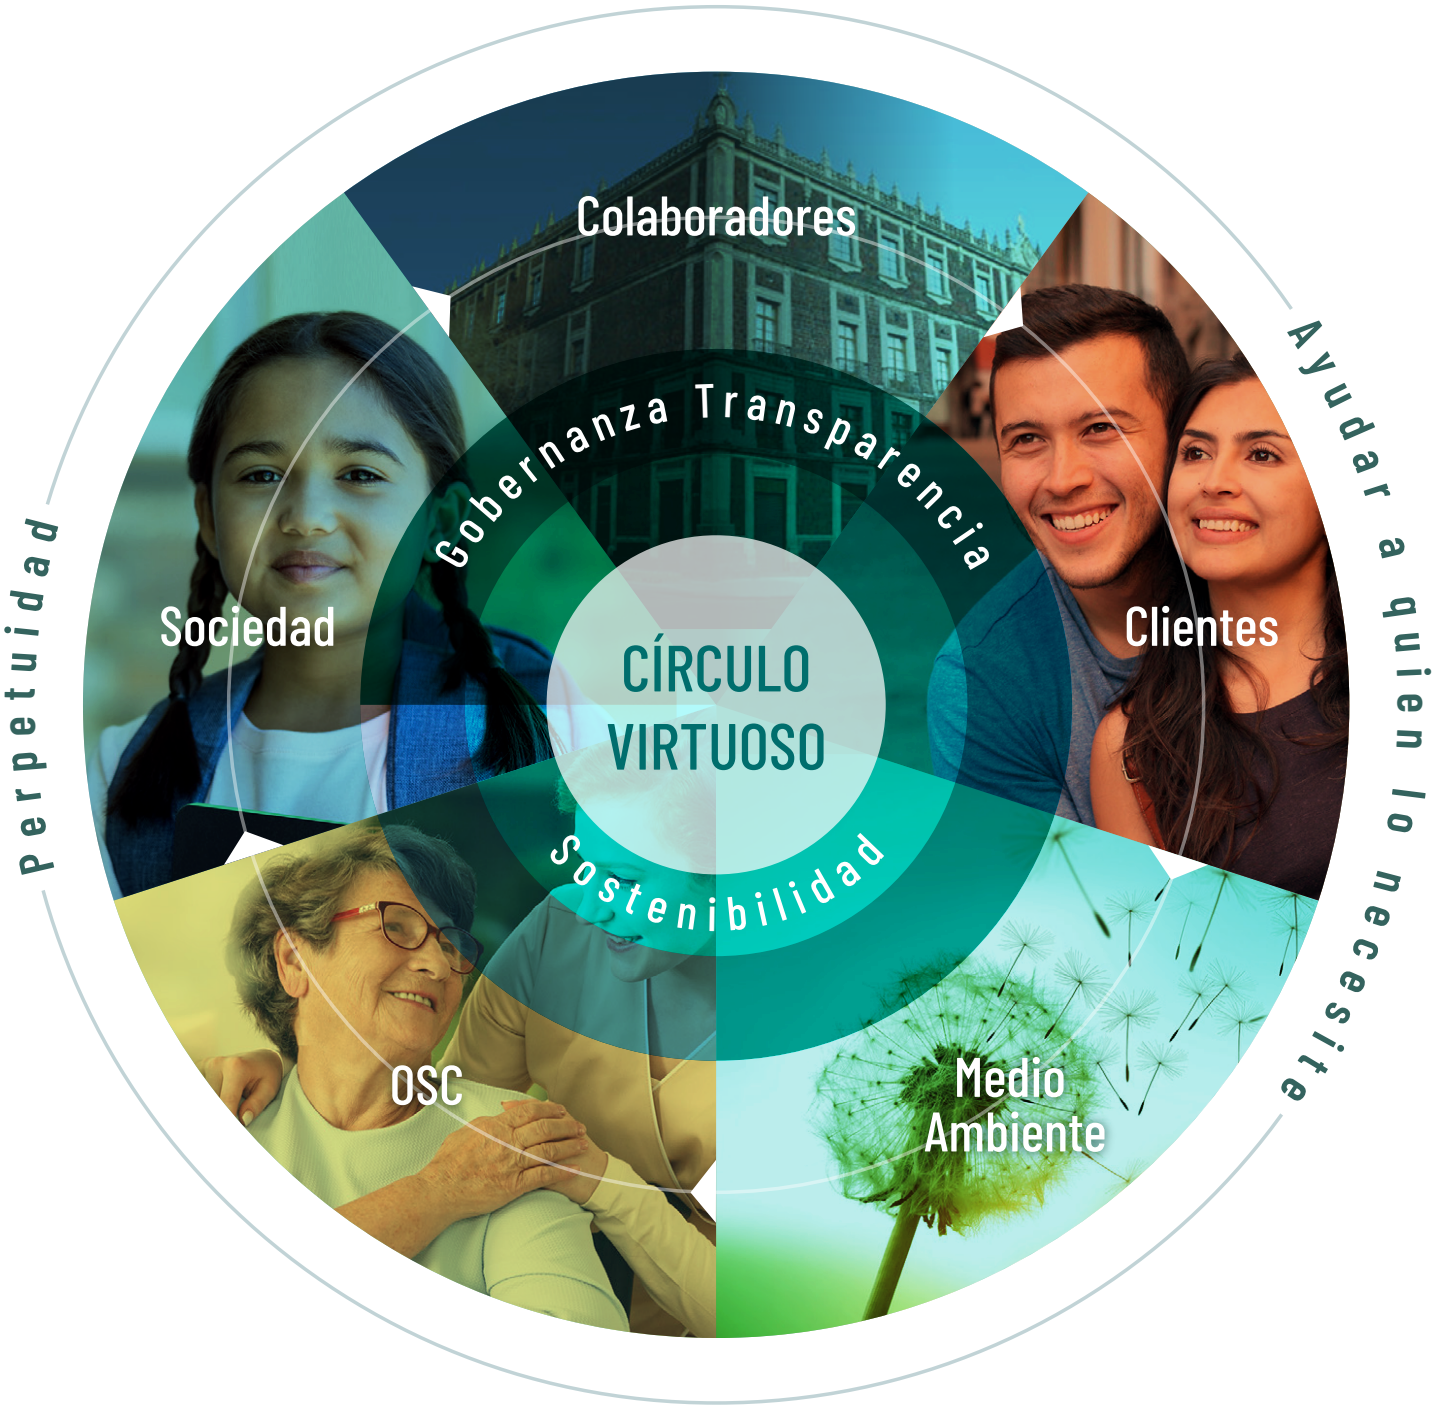 Colaboradores
Gobernanza Transparencia
Sociedad
Clientes
CÍRCULO
VIRTUOSO
Sostenibilidad
OSC
Medio
Ambiente
Perpetuidad
Ayudar a quien lo necesite